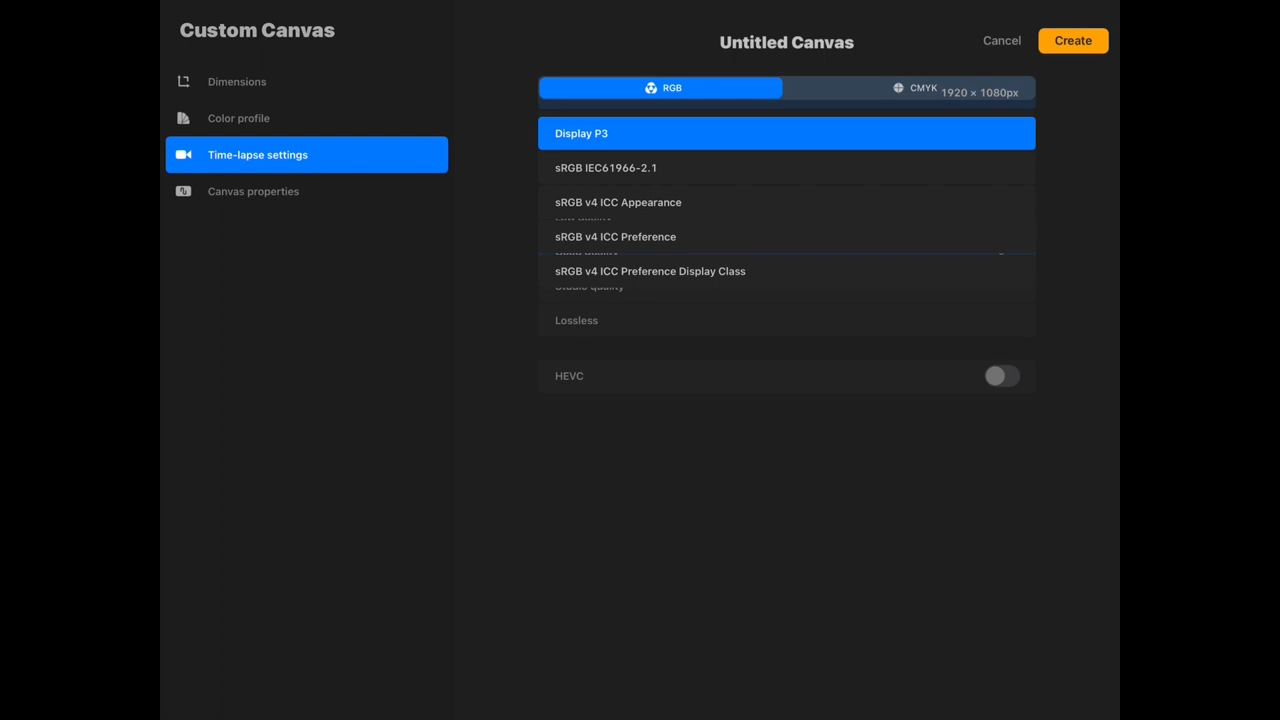 Custom Canvas
Dimensions
Color profile
Time-lapse settings
Canvas properties
Untitled Canvas
Cancel
Create
RGB
CMYK
1920 × 1080px
Display P3
sRGB IEC61966-2.1
sRGB v4 ICC Appearance
sRGB v4 ICC Preference
sRGB v4 ICC Preference Display Class
Studio quality
Lossless
HEVC